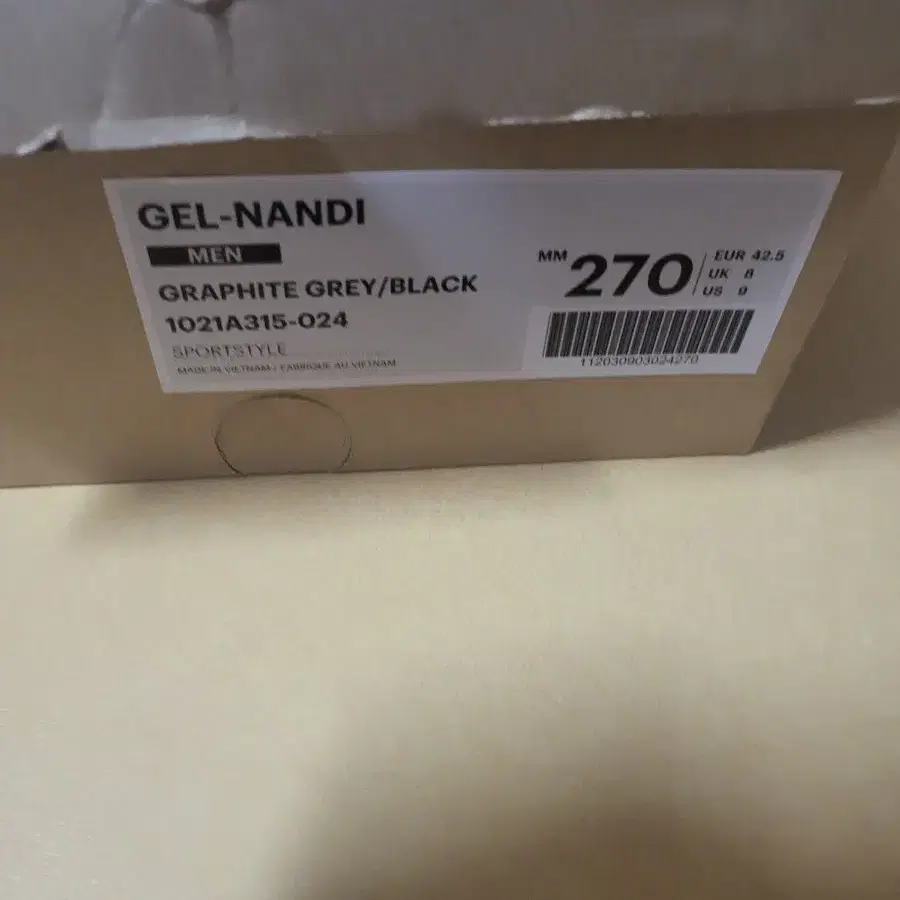 GEL-NANDI
MEN
GRAPHITE GREY/BLACK
1021A315-024
SPORTSTYLE
MADE IN VIETNAM / FABRIQUÉ AU VIETNAM
MM 270
EUR 42.5
UK 8
US 9
112030903024270